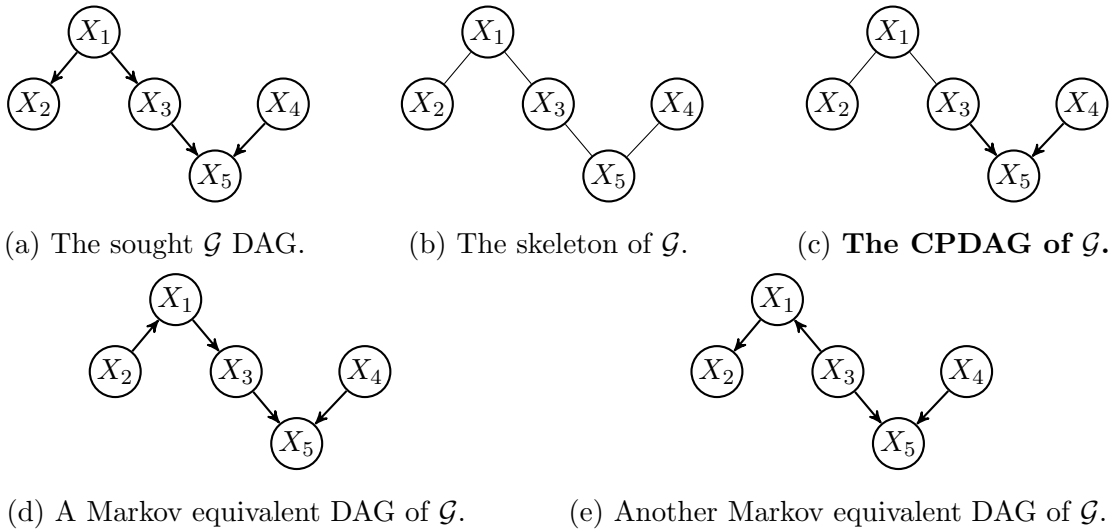 X₁ X₁ X₁
X₂ X₃ X₄ X₂ X₃ X₄ X₂ X₃ X₄
X₅ X₅ X₅
(a) The sought 𝒢 DAG. (b) The skeleton of 𝒢. (c) The CPDAG of 𝒢.
X₁ X₁
X₂ X₃ X₄ X₂ X₃ X₄
X₅ X₅
(d) A Markov equivalent DAG of 𝒢. (e) Another Markov equivalent DAG of 𝒢.